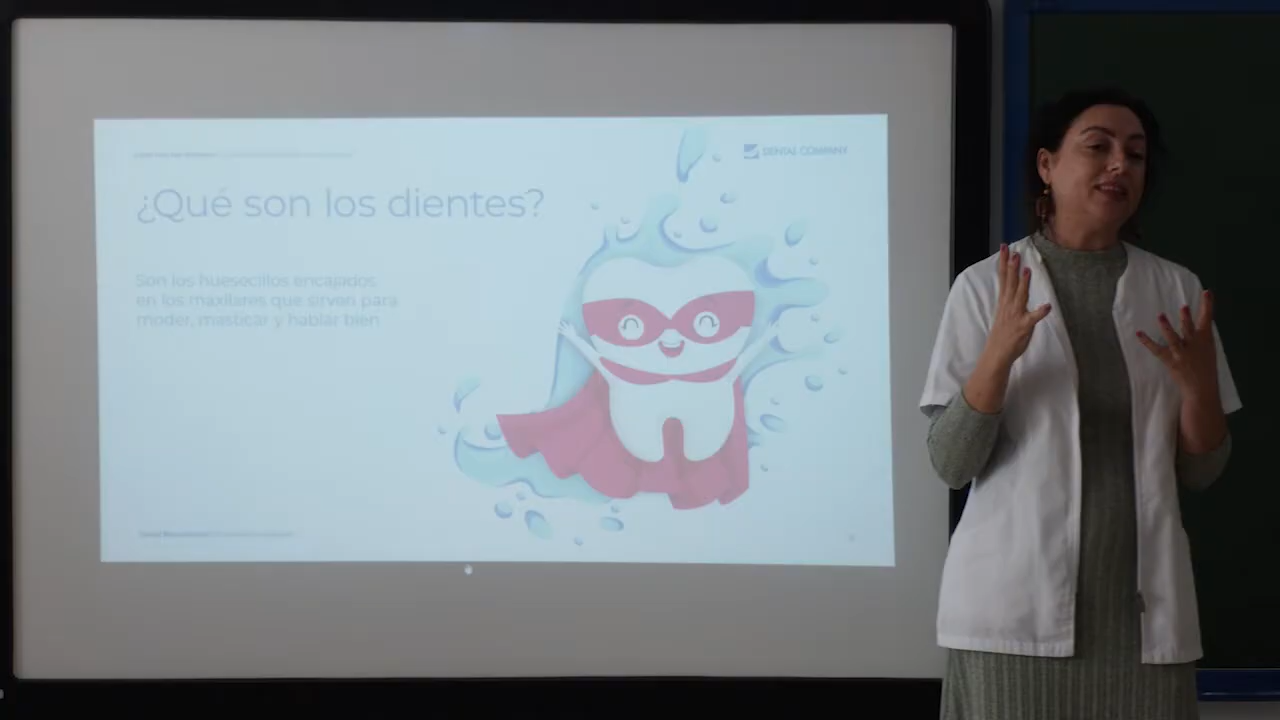 DENTAL COMPANY
¿Qué son los dientes?
Son los huesecillos encajados
en los maxilares que sirven para
moder, masticar y hablar bien